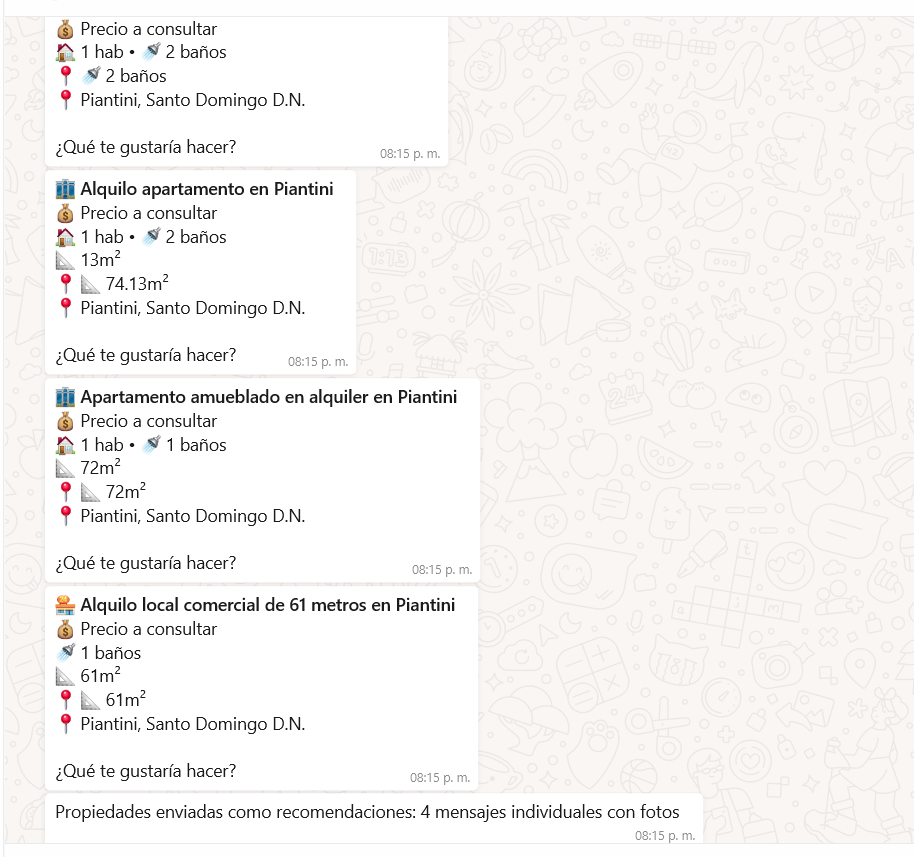 💰 Precio a consultar
🏠 1 hab • 🚿 2 baños
📍 🚿 2 baños
📍 Piantini, Santo Domingo D.N.
¿Qué te gustaría hacer?
08:15 p. m.
🏢 Alquilo apartamento en Piantini
💰 Precio a consultar
🏠 1 hab • 🚿 2 baños
📐 13m²
📍 📐 74.13m²
📍 Piantini, Santo Domingo D.N.
¿Qué te gustaría hacer?
08:15 p. m.
🏢 Apartamento amueblado en alquiler en Piantini
💰 Precio a consultar
🏠 1 hab • 🚿 1 baños
📐 72m²
📍 📐 72m²
📍 Piantini, Santo Domingo D.N.
¿Qué te gustaría hacer?
08:15 p. m.
🏪 Alquilo local comercial de 61 metros en Piantini
💰 Precio a consultar
🚿 1 baños
📐 61m²
📍 📐 61m²
📍 Piantini, Santo Domingo D.N.
¿Qué te gustaría hacer?
08:15 p. m.
Propiedades enviadas como recomendaciones: 4 mensajes individuales con fotos
08:15 p. m.